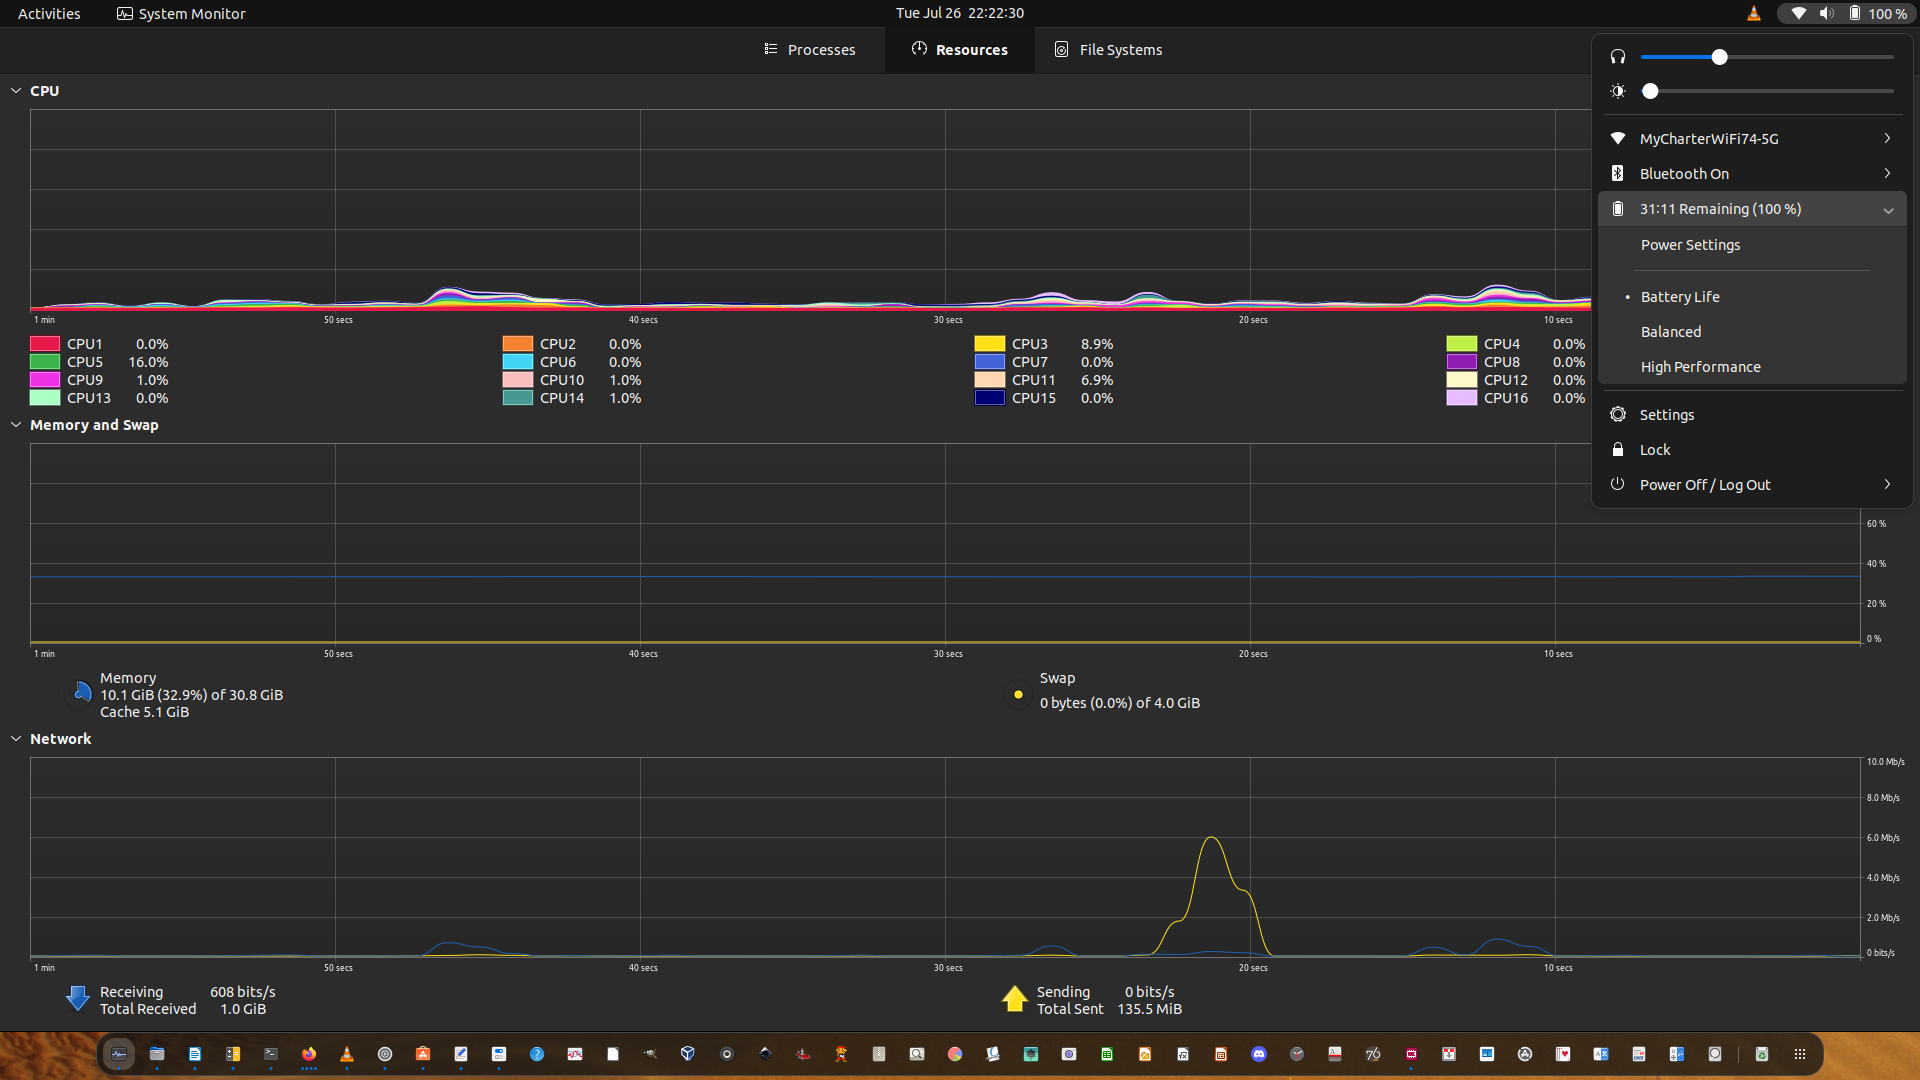 Activities
System Monitor
Tue Jul 26 22:22:30
100 %
Processes
Resources
File Systems
CPU
1 min
50 secs
40 secs
30 secs
20 secs
10 secs
CPU1 0.0%
CPU2 0.0%
CPU3 8.9%
CPU4 0.0%
CPU5 16.0%
CPU6 0.0%
CPU7 0.0%
CPU8 0.0%
CPU9 1.0%
CPU10 1.0%
CPU11 6.9%
CPU12 0.0%
CPU13 0.0%
CPU14 1.0%
CPU15 0.0%
CPU16 0.0%
MyCharterWiFi74-5G
Bluetooth On
31:11 Remaining (100 %)
Power Settings
Battery Life
Balanced
High Performance
Settings
Lock
Power Off / Log Out
Memory and Swap
60 %
40 %
20 %
0 %
1 min
50 secs
40 secs
30 secs
20 secs
10 secs
Memory
10.1 GiB (32.9%) of 30.8 GiB
Cache 5.1 GiB
Swap
0 bytes (0.0%) of 4.0 GiB
Network
10.0 Mb/s
8.0 Mb/s
6.0 Mb/s
4.0 Mb/s
2.0 Mb/s
0 bits/s
1 min
50 secs
40 secs
30 secs
20 secs
10 secs
Receiving 608 bits/s
Total Received 1.0 GiB
Sending 0 bits/s
Total Sent 135.5 MiB